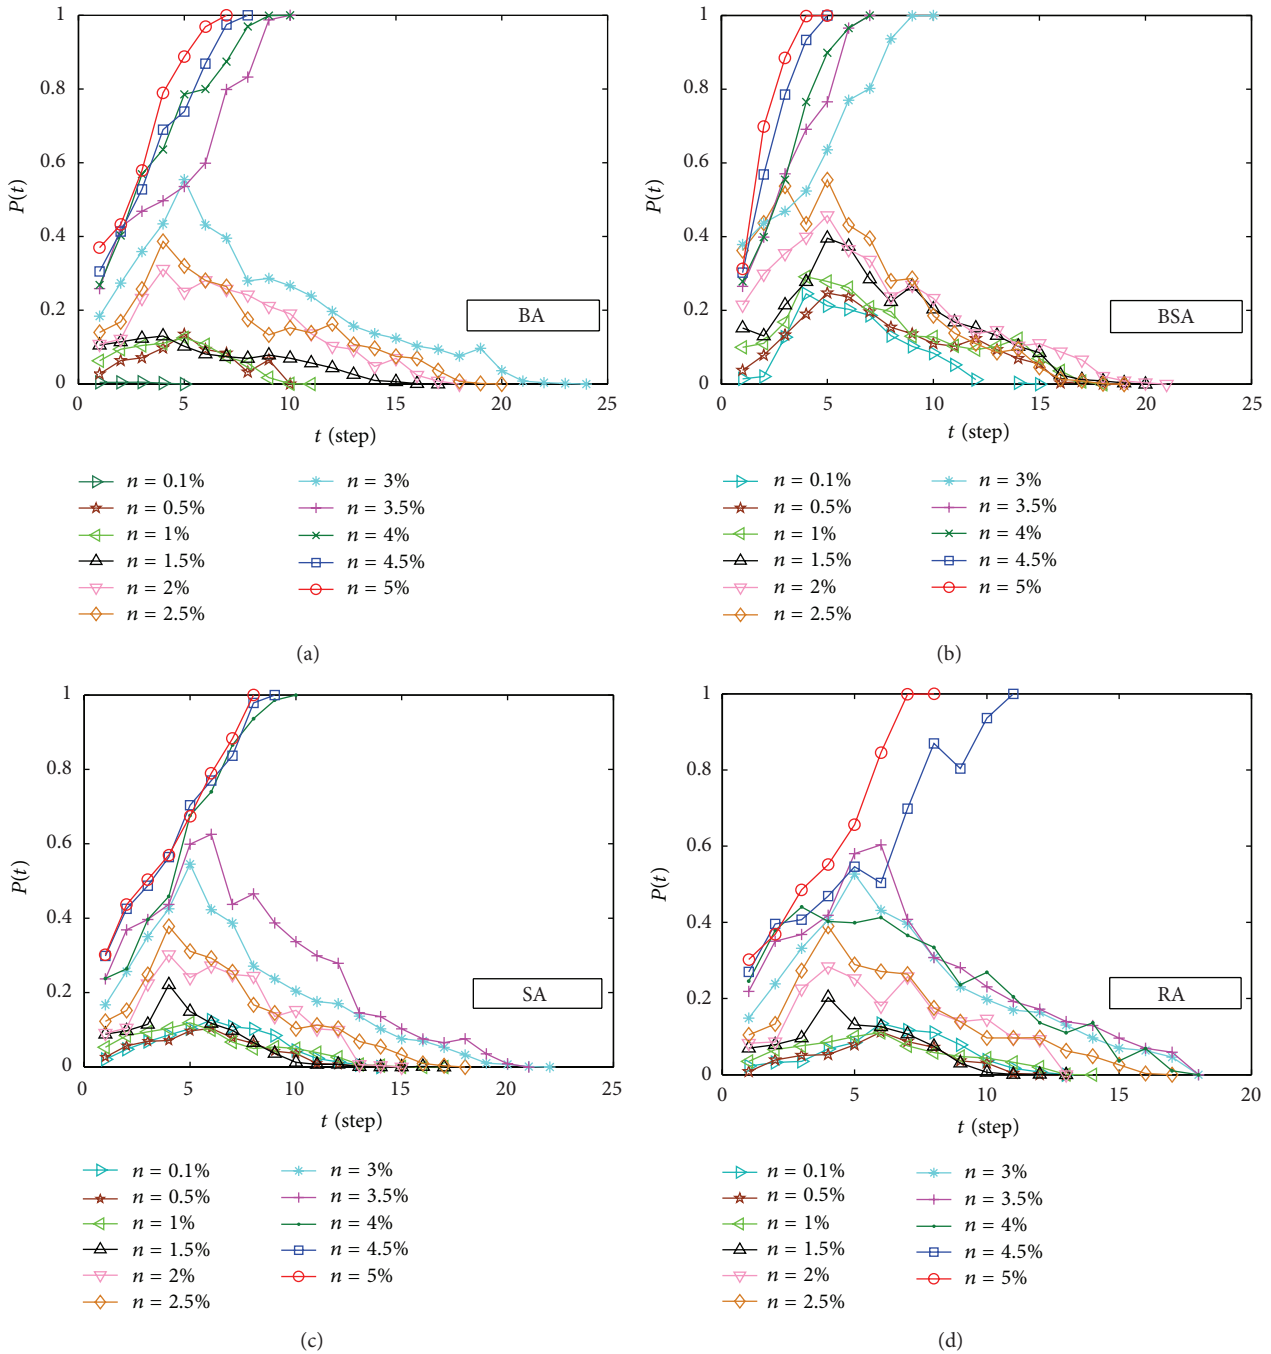 1
0.8
0.6
0.4
0.2
0
P(t)
0 5 10 15 20 25
t (step)
BA
n = 0.1%
n = 0.5%
n = 1%
n = 1.5%
n = 2%
n = 2.5%
n = 3%
n = 3.5%
n = 4%
n = 4.5%
n = 5%
(a)
1
0.8
0.6
0.4
0.2
0
P(t)
0 5 10 15 20 25
t (step)
BSA
n = 0.1%
n = 0.5%
n = 1%
n = 1.5%
n = 2%
n = 2.5%
n = 3%
n = 3.5%
n = 4%
n = 4.5%
n = 5%
(b)
1
0.8
0.6
0.4
0.2
0
P(t)
0 5 10 15 20 25
t (step)
SA
n = 0.1%
n = 0.5%
n = 1%
n = 1.5%
n = 2%
n = 2.5%
n = 3%
n = 3.5%
n = 4%
n = 4.5%
n = 5%
(c)
1
0.8
0.6
0.4
0.2
0
P(t)
0 5 10 15 20
t (step)
RA
n = 0.1%
n = 0.5%
n = 1%
n = 1.5%
n = 2%
n = 2.5%
n = 3%
n = 3.5%
n = 4%
n = 4.5%
n = 5%
(d)